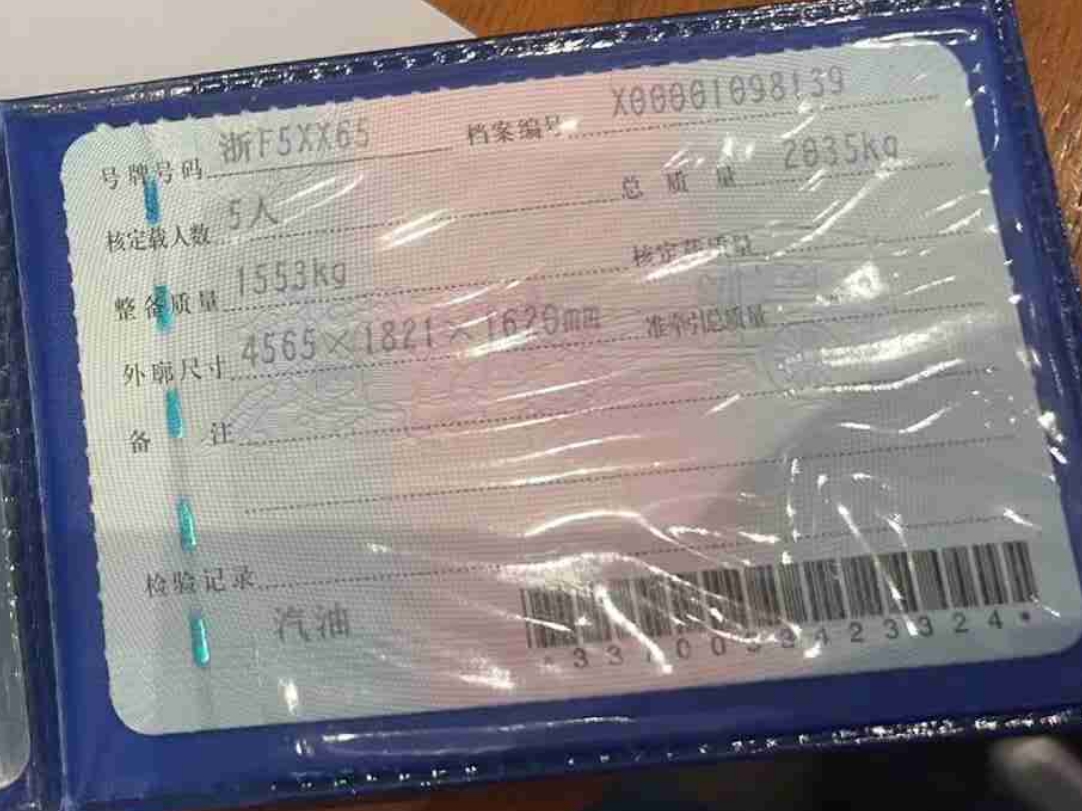 号牌号码 浙F5XX65 档案编号 X00001098139
核定载人数 5人 总质量 2035kg
整备质量 1553kg 核定载质量
外廓尺寸 4565×1821×1620mm 准牵引总质量
备注
检验记录
汽油